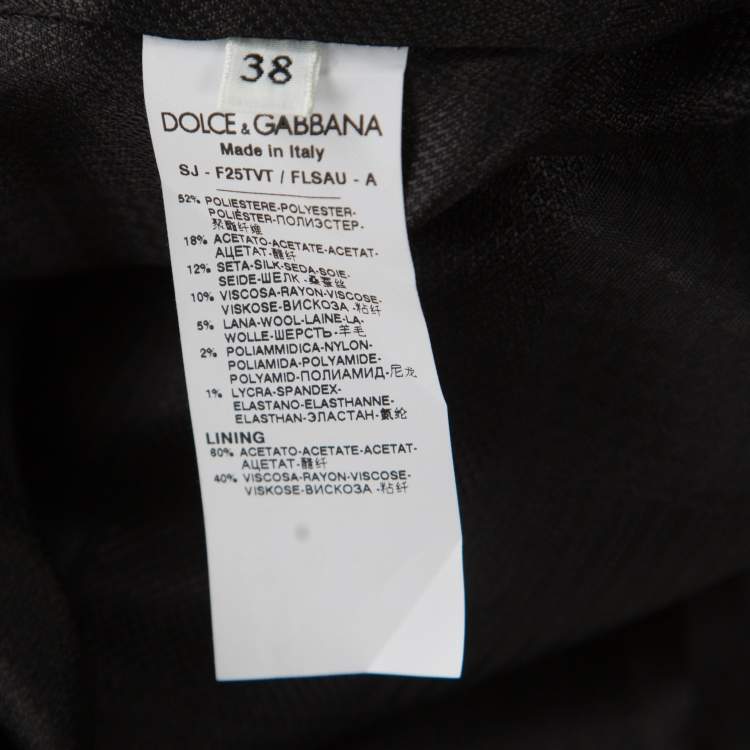 38
DOLCE & GABBANA
Made in Italy
SJ - F25TVT / FLSAU - A
52% POLIESTERE-POLYESTER-
POLIÉSTER-ПОЛИЭСТЕР-
聚酯纤维
18% ACETATO-ACETATE-ACETAT-
АЦЕТАТ-醋纤
12% SETA-SILK-SEDA-SOIE-
SEIDE-ШЕЛК -桑蚕丝
10% VISCOSA-RAYON-VISCOSE-
VISKOSE-ВИСКОЗА -粘纤
5% LANA-WOOL-LAINE-LA-
WOLLE-ШЕРСТЬ-羊毛
2% POLIAMMIDICA-NYLON-
POLIAMIDA-POLYAMIDE-
POLYAMID-ПОЛИАМИД-尼龙
1% LYCRA-SPANDEX-
ELASTANO-ELASTHANNE-
ELASTHAN-ЭЛАСТАН-氨纶
LINING
60% ACETATO-ACETATE-ACETAT-
АЦЕТАТ-醋纤
40% VISCOSA-RAYON-VISCOSE-
VISKOSE-ВИСКОЗА -粘纤